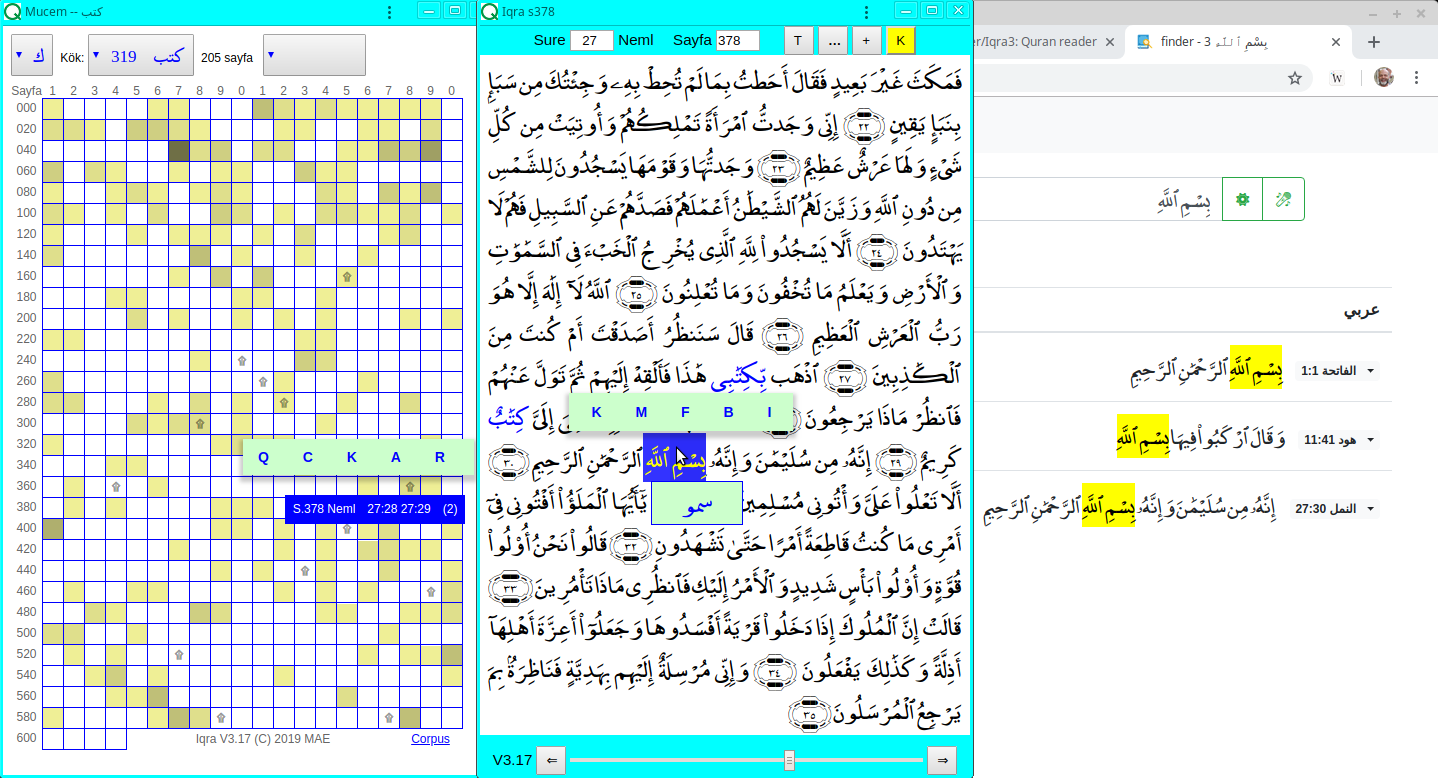 Mucem -- كتب
ك
Kök:
319 كتب
205 sayfa
Sayfa 1 2 3 4 5 6 7 8 9 0 1 2 3 4 5 6 7 8 9 0
000
020
040
060
080
100
120
140
160
180
200
220
240
260
280
300
320
340
360
380
400
420
440
460
480
500
520
540
560
580
600
Q C K A R
S.378 Neml 27:28 27:29 (2)
Iqra V3.17 (C) 2019 MAE
Corpus
Iqra s378
Sure 27 Neml Sayfa 378 T ... + K
فَمَكَثَ غَيْرَ بَعِيدٍ فَقَالَ أَحَطتُ بِمَا لَمْ تُحِطْ بِهِۦ وَجِئْتُكَ مِن سَبَإٍ
بِنَبَإٍ يَقِينٍ ٢٢ إِنِّى وَجَدتُّ ٱمْرَأَةً تَمْلِكُهُمْ وَأُوتِيَتْ مِن كُلِّ
شَىْءٍ وَلَهَا عَرْشٌ عَظِيمٌ ٢٣ وَجَدتُّهَا وَقَوْمَهَا يَسْجُدُونَ لِلشَّمْسِ
مِن دُونِ ٱللَّهِ وَزَيَّنَ لَهُمُ ٱلشَّيْطَٰنُ أَعْمَٰلَهُمْ فَصَدَّهُمْ عَنِ ٱلسَّبِيلِ فَهُمْ لَا
يَهْتَدُونَ ٢٤ أَلَّا يَسْجُدُوا۟ لِلَّهِ ٱلَّذِى يُخْرِجُ ٱلْخَبْءَ فِى ٱلسَّمَٰوَٰتِ
وَٱلْأَرْضِ وَيَعْلَمُ مَا تُخْفُونَ وَمَا تُعْلِنُونَ ٢٥ ٱللَّهُ لَآ إِلَٰهَ إِلَّا هُوَ
رَبُّ ٱلْعَرْشِ ٱلْعَظِيمِ ٢٦ قَالَ سَنَنظُرُ أَصَدَقْتَ أَمْ كُنتَ مِنَ
ٱلْكَٰذِبِينَ ٢٧ ٱذْهَب بِّكِتَٰبِى هَٰذَا فَأَلْقِهْ إِلَيْهِمْ ثُمَّ تَوَلَّ عَنْهُمْ
فَٱنظُرْ مَاذَا يَرْجِعُونَ إِلَىَّ كِتَٰبٌ
K M F B I
كَرِيمٌ ٢٩ إِنَّهُۥ مِن سُلَيْمَٰنَ وَإِنَّهُۥ بِسْمِ ٱللَّهِ ٱلرَّحْمَٰنِ ٱلرَّحِيمِ ٣٠
أَلَّا تَعْلُوا۟ عَلَىَّ وَأْتُونِى مُسْلِمِينَ يَٰٓأَيُّهَا ٱلْمَلَؤُا۟ أَفْتُونِى فِىٓ
سمو
أَمْرِى مَا كُنتُ قَاطِعَةً أَمْرًا حَتَّىٰ تَشْهَدُونِ ٣٢ قَالُوا۟ نَحْنُ أُو۟لُوا۟
قُوَّةٍ وَأُو۟لُوا۟ بَأْسٍ شَدِيدٍ وَٱلْأَمْرُ إِلَيْكِ فَٱنظُرِى مَاذَا تَأْمُرِينَ ٣٣
قَالَتْ إِنَّ ٱلْمُلُوكَ إِذَا دَخَلُوا۟ قَرْيَةً أَفْسَدُوهَا وَجَعَلُوٓا۟ أَعِزَّةَ أَهْلِهَآ
أَذِلَّةً وَكَذَٰلِكَ يَفْعَلُونَ ٣٤ وَإِنِّى مُرْسِلَةٌ إِلَيْهِم بِهَدِيَّةٍ فَنَاظِرَةٌۢ بِمَ
يَرْجِعُ ٱلْمُرْسَلُونَ ٣٥
V3.17 ⇐ ⇒
er/Iqra3: Quran reader
finder - 3 بِسْمِ ٱللَّهِ
W
بِسْمِ ٱللَّهِ
عربي
الفاتحة 1:1 بِسْمِ ٱللَّهِ ٱلرَّحْمَٰنِ ٱلرَّحِيمِ
هود 11:41 وَقَالَ ٱرْكَبُوا۟ فِيهَا بِسْمِ ٱللَّهِ
النمل 27:30 إِنَّهُۥ مِن سُلَيْمَٰنَ وَإِنَّهُۥ بِسْمِ ٱللَّهِ ٱلرَّحْمَٰنِ ٱلرَّحِيمِ